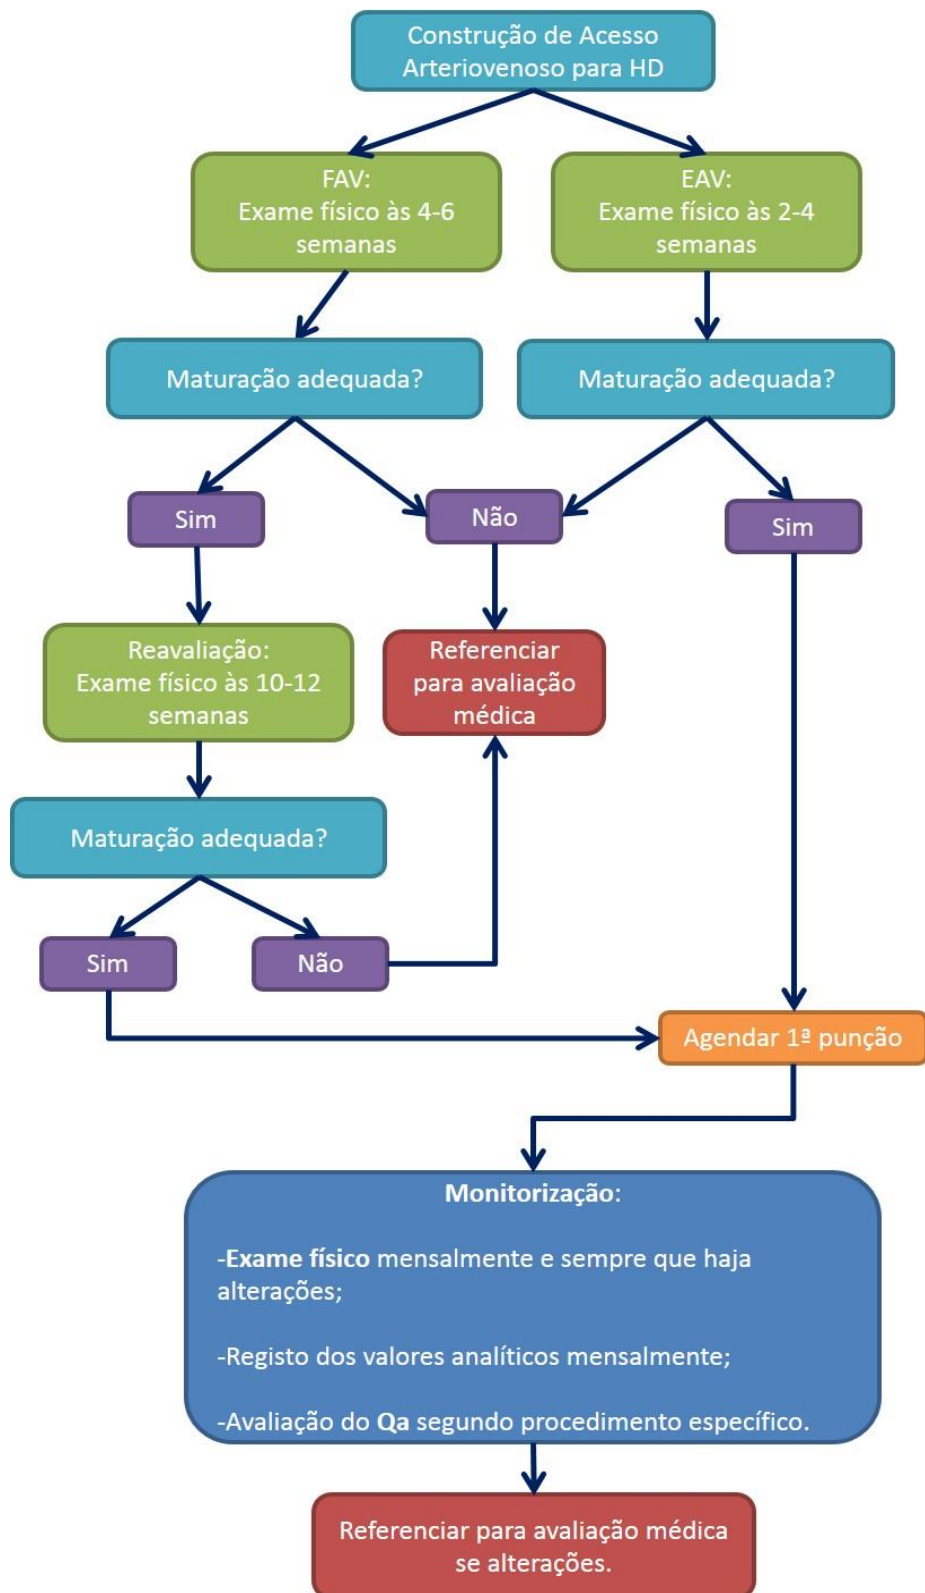 Construção de Acesso
Arteriovenoso para HD
FAV:
Exame físico às 4-6
semanas
EAV:
Exame físico às 2-4
semanas
Maturação adequada?
Maturação adequada?
Sim
Não
Sim
Reavaliação:
Exame físico às 10-12
semanas
Referenciar
para avaliação
médica
Maturação adequada?
Sim
Não
Agendar 1ª punção
Monitorização:
-Exame físico mensalmente e sempre que haja
alterações;
-Registo dos valores analíticos mensalmente;
-Avaliação do Qa segundo procedimento específico.
Referenciar para avaliação médica
se alterações.